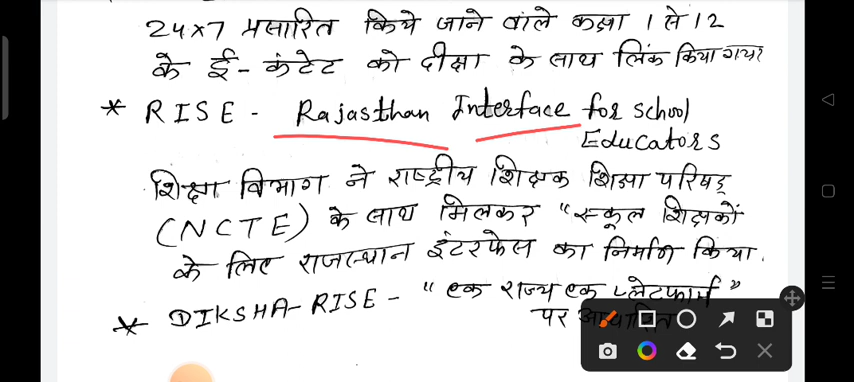 24x7 प्रसारित किये जाने वाले कक्षा 1 से 12
के ई-कंटेट को दीक्षा के साथ लिंक किया गया
* RISE - Rajasthan Interface for school
Educators
शिक्षा विभाग ने राष्ट्रीय शिक्षक शिक्षा परिषद्
(NCTE) के साथ मिलकर "स्कूल शिक्षकों
के लिए राजस्थान इंटरफेस का निर्माण किया.
* DIKSHA-RISE - "एक राज्य एक प्लेटफार्म"
पर